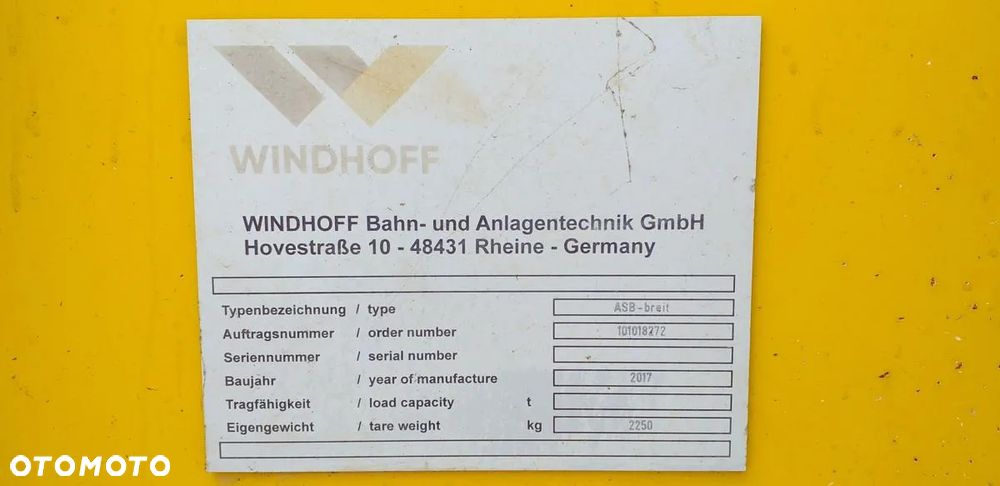 WINDHOFF
WINDHOFF Bahn- und Anlagentechnik GmbH
Hovestraße 10 - 48431 Rheine - Germany
Typenbezeichnung / type ASB-breit
Auftragsnummer / order number 101018272
Seriennummer / serial number
Baujahr / year of manufacture 2017
Tragfähigkeit / load capacity t
Eigengewicht / tare weight kg 2250
OTOMOTO